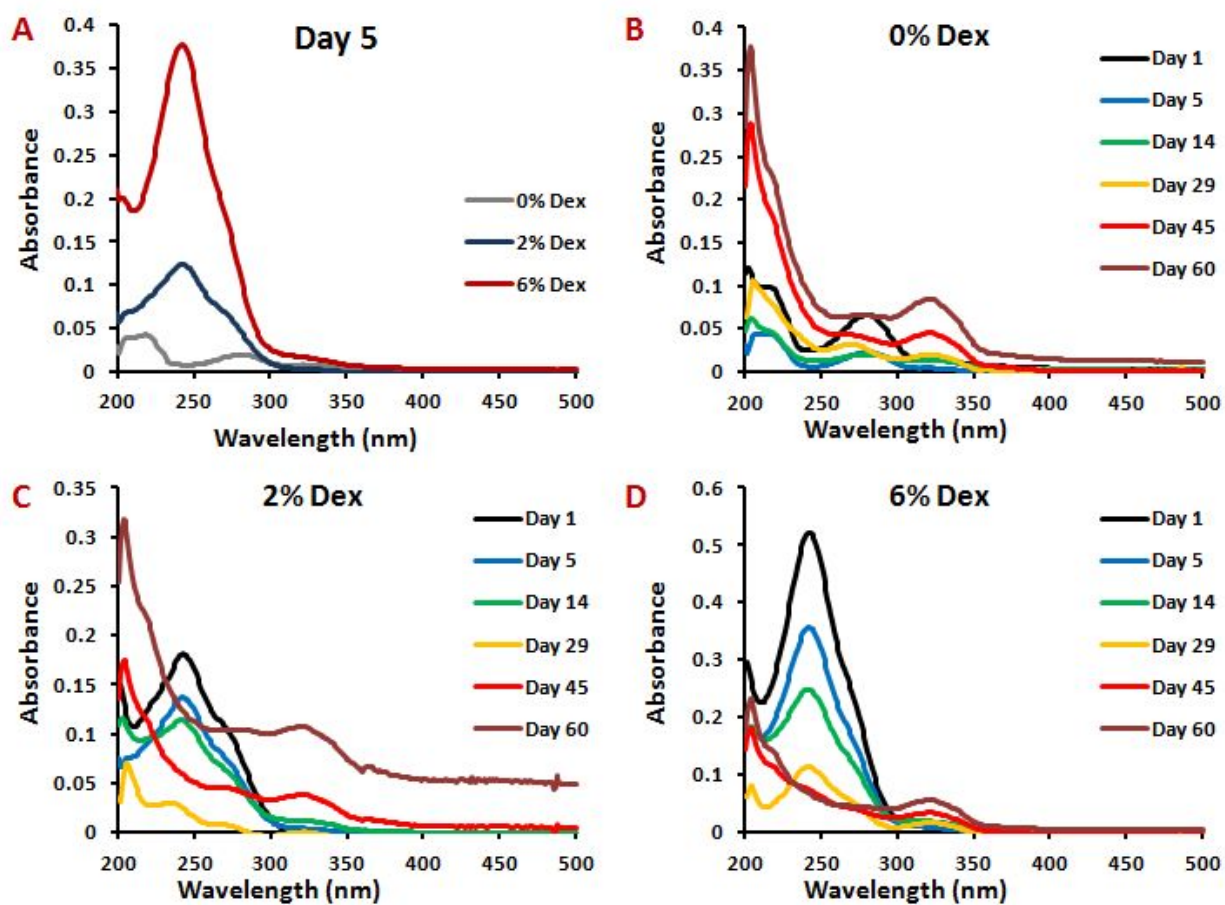 A
Day 5
0.4
0.35
0.3
0.25
0.2
0.15
0.1
0.05
0
Absorbance
0% Dex
2% Dex
6% Dex
200 250 300 350 400 450 500
Wavelength (nm)
B
0% Dex
0.4
0.35
0.3
0.25
0.2
0.15
0.1
0.05
0
Absorbance
Day 1
Day 5
Day 14
Day 29
Day 45
Day 60
200 250 300 350 400 450 500
Wavelength (nm)
C
2% Dex
0.35
0.3
0.25
0.2
0.15
0.1
0.05
0
Absorbance
Day 1
Day 5
Day 14
Day 29
Day 45
Day 60
200 250 300 350 400 450 500
Wavelength (nm)
D
6% Dex
0.6
0.5
0.4
0.3
0.2
0.1
0
Absorbance
Day 1
Day 5
Day 14
Day 29
Day 45
Day 60
200 250 300 350 400 450 500
Wavelength (nm)